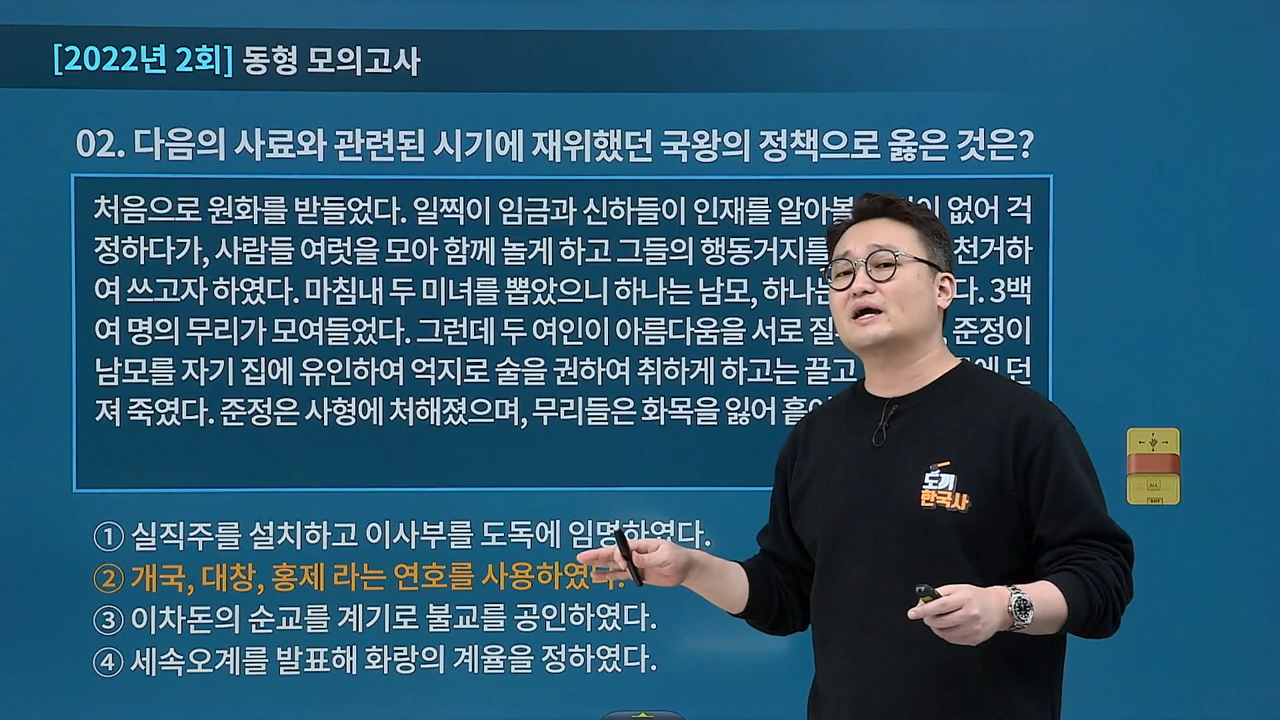 [2022년 2회] 동형 모의고사
02. 다음의 사료와 관련된 시기에 재위했던 국왕의 정책으로 옳은 것은?
처음으로 원화를 받들었다. 일찍이 임금과 신하들이 인재를 알아볼 없어 걱
정하다가, 사람들 여럿을 모아 함께 놀게 하고 그들의 행동거지를 천거하
여 쓰고자 하였다. 마침내 두 미녀를 뽑았으니 하나는 남모, 하나는 다. 3백
여 명의 무리가 모여들었다. 그런데 두 여인이 아름다움을 서로 준정이
남모를 자기 집에 유인하여 억지로 술을 권하여 취하게 하고는 끌고 에 던
져 죽였다. 준정은 사형에 처해졌으며, 무리들은 화목을 잃어
① 실직주를 설치하고 이사부를 도독에 임명하였다.
② 개국, 대창, 홍제 라는 연호를 사용하였다.
③ 이차돈의 순교를 계기로 불교를 공인하였다.
④ 세속오계를 발표해 화랑의 계율을 정하였다.
도끼
한국사
ALL
EXIT